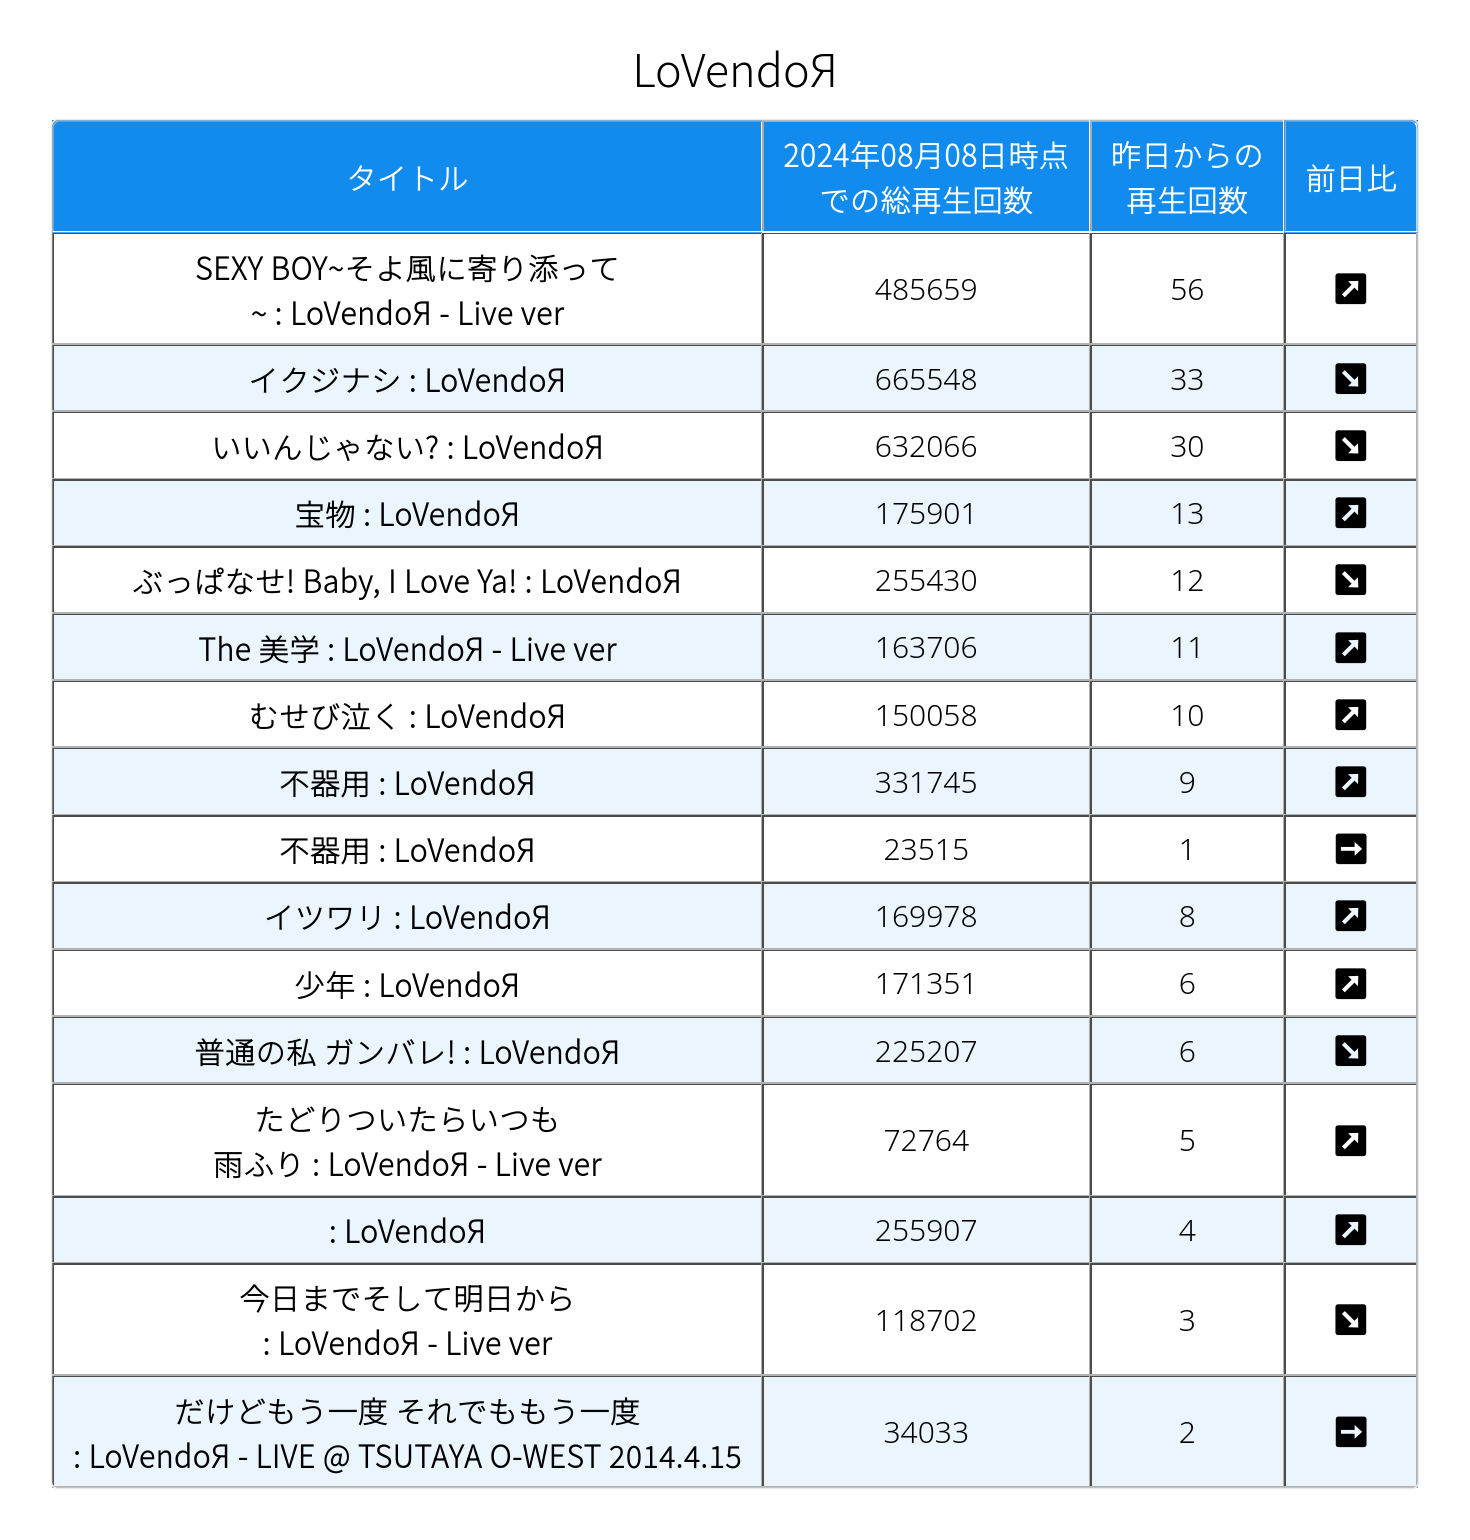 LoVendoЯ
タイトル
2024年08月08日時点
での総再生回数
昨日からの
再生回数
前日比
SEXY BOY~そよ風に寄り添って
~ : LoVendoЯ - Live ver
485659
56
イクジナシ : LoVendoЯ
665548
33
いいんじゃない? : LoVendoЯ
632066
30
宝物 : LoVendoЯ
175901
13
ぶっぱなせ! Baby, I Love Ya! : LoVendoЯ
255430
12
The 美学 : LoVendoЯ - Live ver
163706
11
むせび泣く : LoVendoЯ
150058
10
不器用 : LoVendoЯ
331745
9
不器用 : LoVendoЯ
23515
1
イツワリ : LoVendoЯ
169978
8
少年 : LoVendoЯ
171351
6
普通の私 ガンバレ! : LoVendoЯ
225207
6
たどりついたらいつも
雨ふり : LoVendoЯ - Live ver
72764
5
: LoVendoЯ
255907
4
今日までそして明日から
: LoVendoЯ - Live ver
118702
3
だけどもう一度 それでももう一度
: LoVendoЯ - LIVE @ TSUTAYA O-WEST 2014.4.15
34033
2